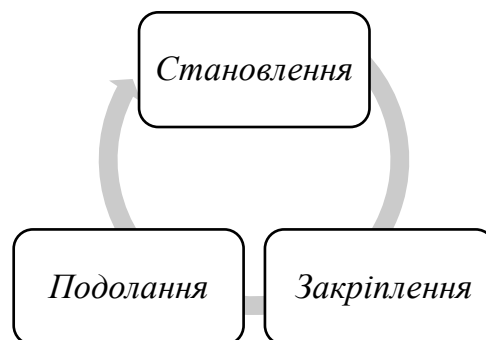 Становлення
Подолання
Закріплення